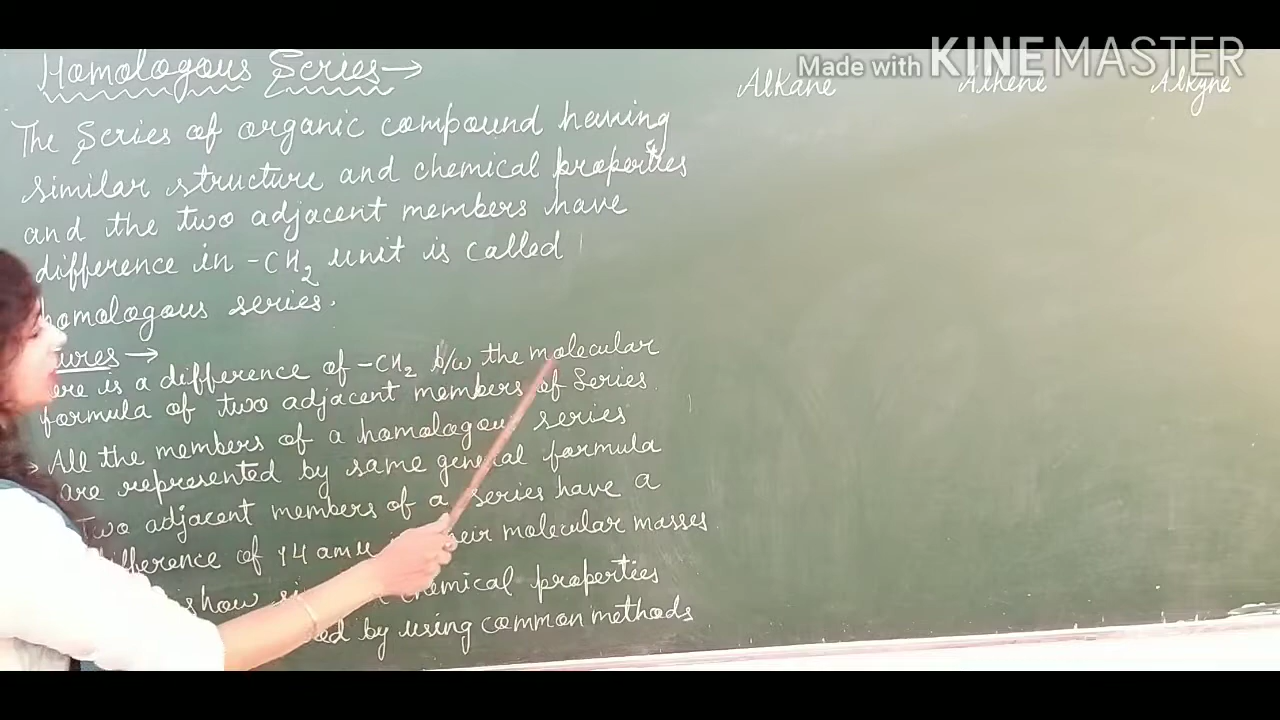 Made with KINEMASTER
Homologous Series →
Alkane Alkene Alkyne
The Series of organic compound having
similar structure and chemical properties
and the two adjacent members have
difference in -CH2 unit is called
homologous series.
ures →
ere is a difference of -CH2 b/w the molecular
formula of two adjacent members of Series.
→ All the members of a homologous series
are represented by same general formula
Two adjacent members of a series have a
ifference of 14 amu eir molecular masses.
show chemical properties
ed by using common methods